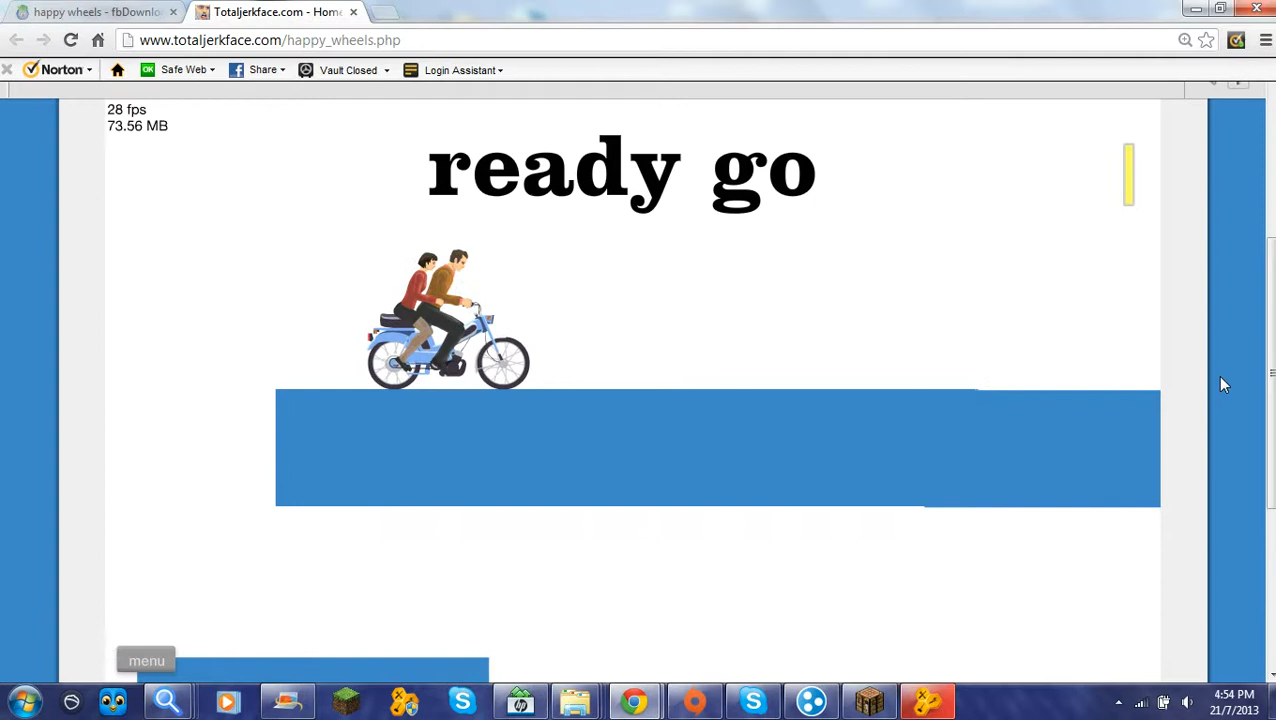 happy wheels - fbDownlo
Totaljerkface.com - Home
www.totaljerkface.com/happy_wheels.php
Norton
OK Safe Web
Share
Vault Closed
Login Assistant
28 fps
73.56 MB
ready go
menu
4:54 PM
21/7/2013